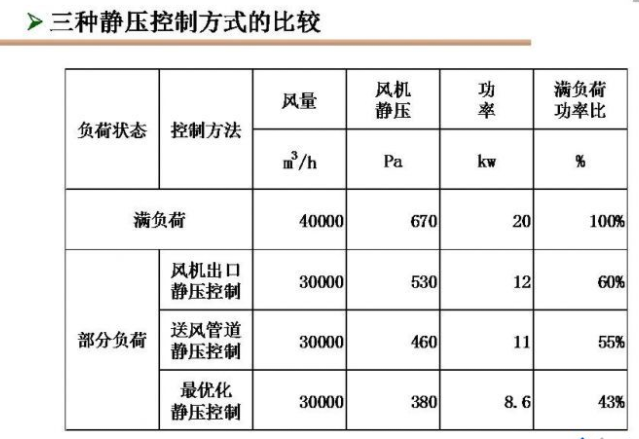 ➢ 三种静压控制方式的比较
负荷状态 控制方法 风量 风机静压 功率 满负荷功率比
m³/h Pa kw %
满负荷 40000 670 20 100%
部分负荷 风机出口静压控制 30000 530 12 60%
送风管道静压控制 30000 460 11 55%
最优化静压控制 30000 380 8.6 43%